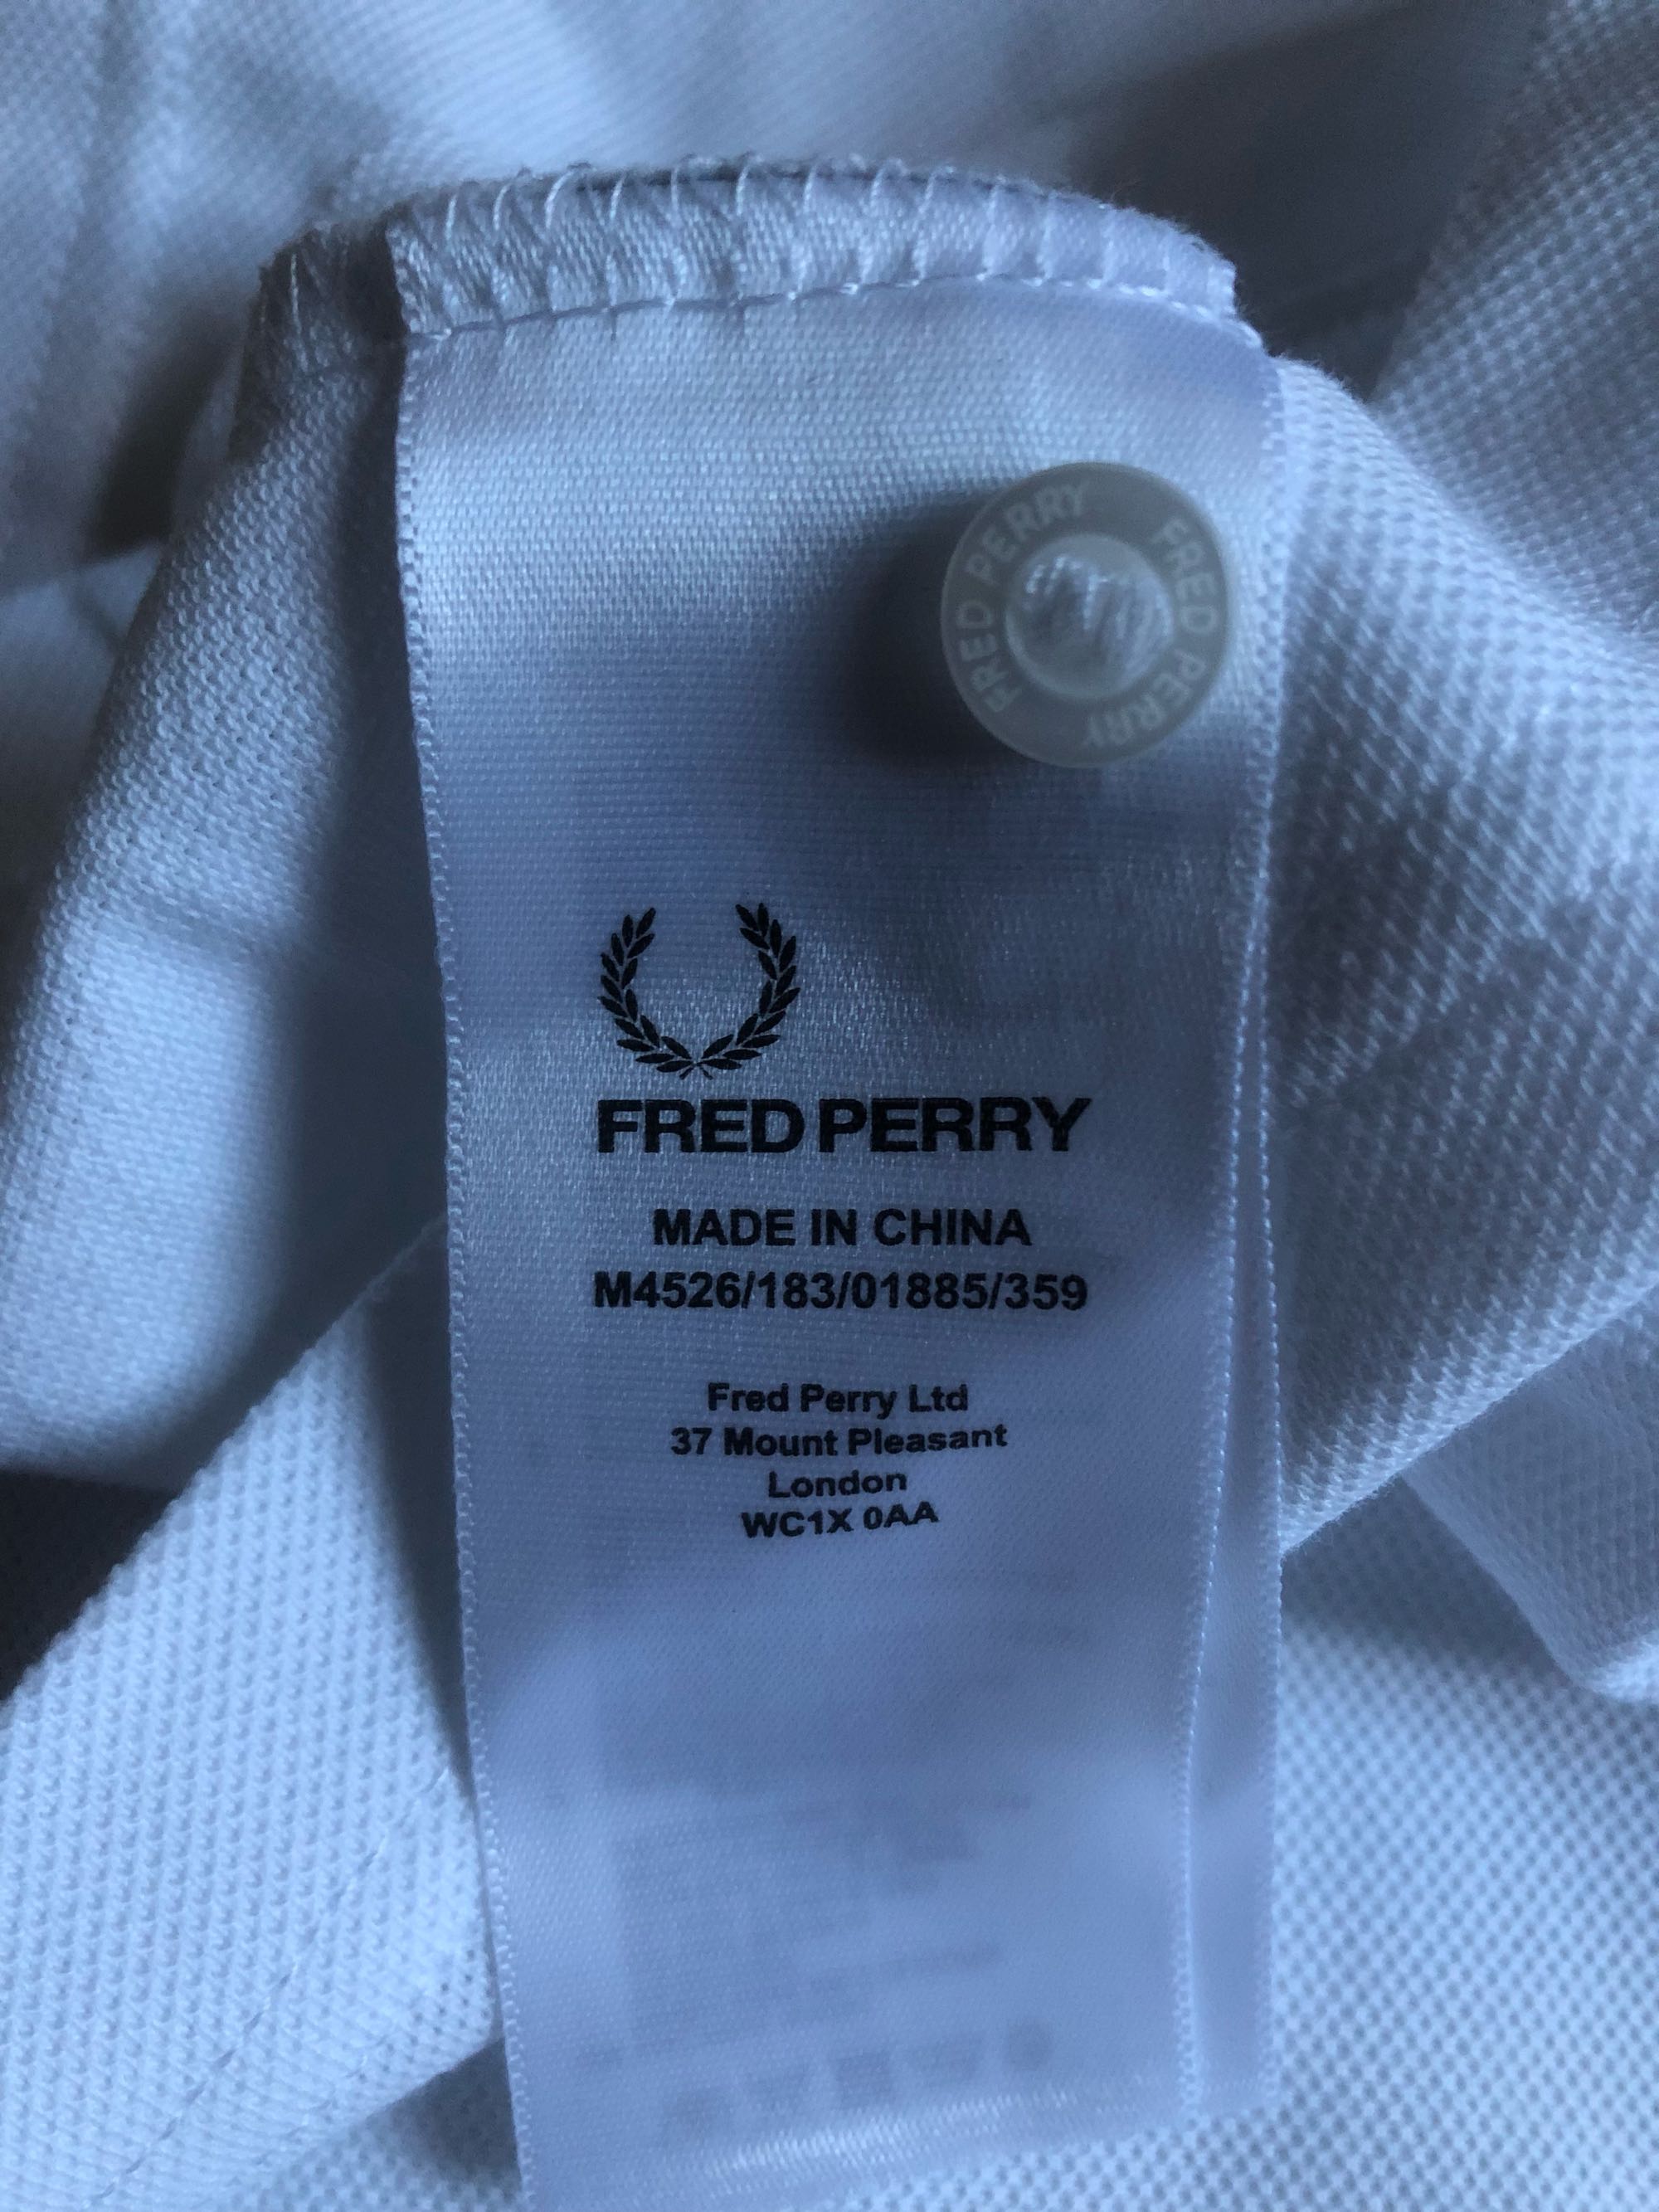 FRED PERRY FRED PERRY
FRED PERRY
MADE IN CHINA
M4526/183/01885/359
Fred Perry Ltd
37 Mount Pleasant
London
WC1X 0AA